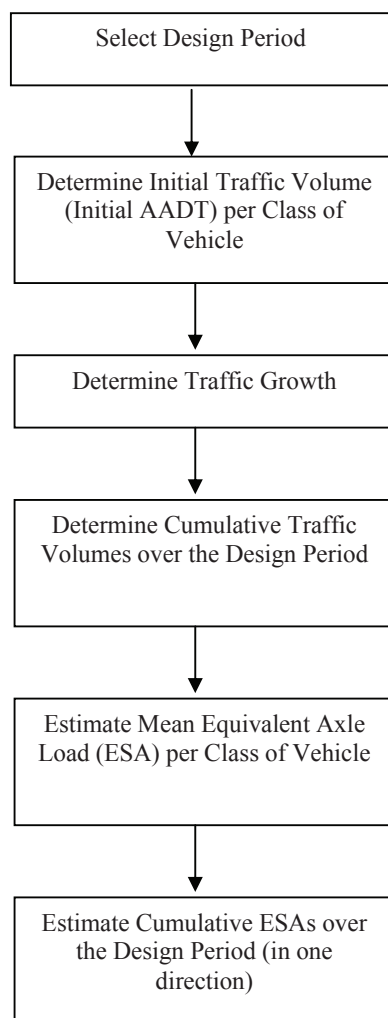 Select Design Period
Determine Initial Traffic Volume
(Initial AADT) per Class of
Vehicle
Determine Traffic Growth
Determine Cumulative Traffic
Volumes over the Design Period
Estimate Mean Equivalent Axle
Load (ESA) per Class of Vehicle
Estimate Cumulative ESAs over
the Design Period (in one
direction)